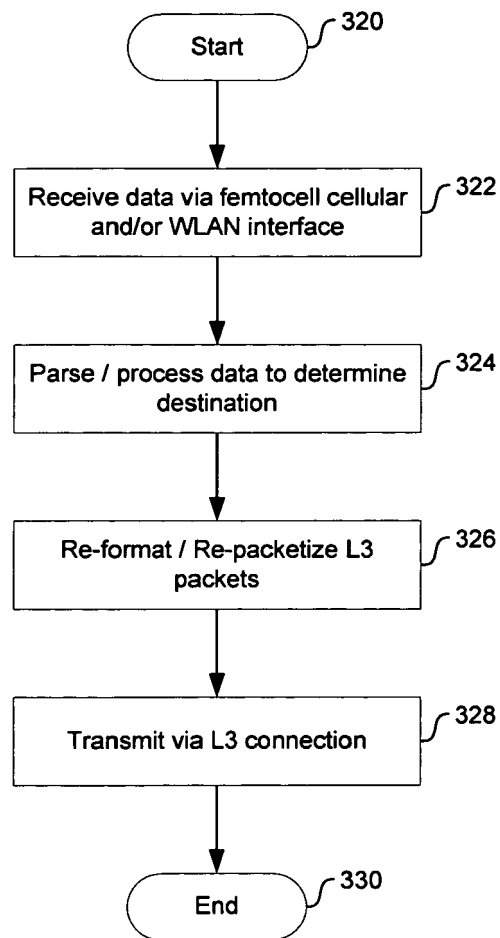 Start
320
Receive data via femtocell cellular
and/or WLAN interface
322
Parse / process data to determine
destination
324
Re-format / Re-packetize L3
packets
326
Transmit via L3 connection
328
End
330